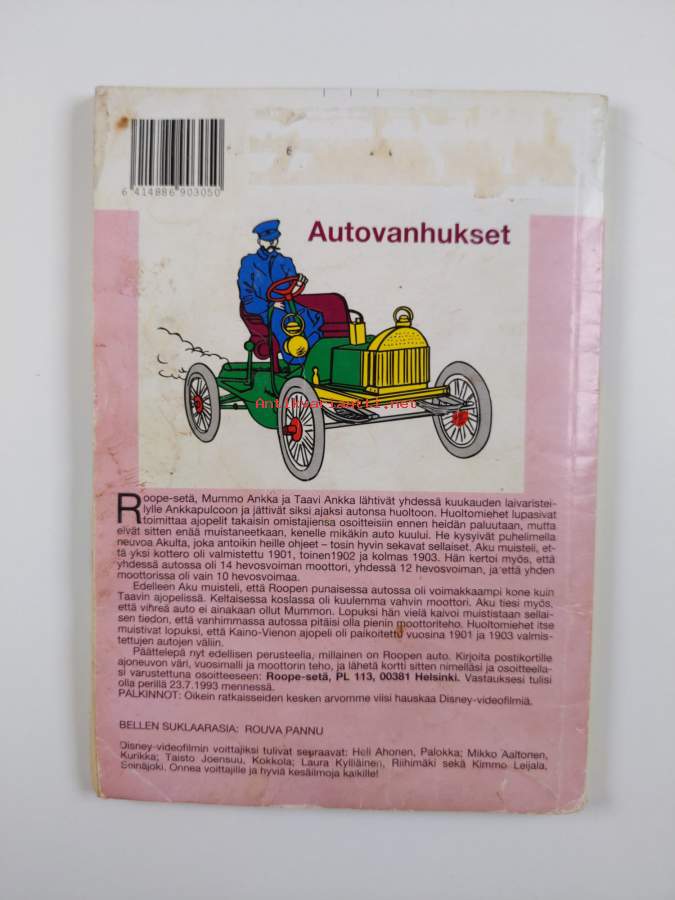 6 414886 903050
Autovanhukset
Antikvariaatti.net
Roope-setä, Mummo Ankka ja Taavi Ankka lähtivät yhdessä kuukauden laivaristei-
lylle Ankkapulcoon ja jättivät siksi ajaksi autonsa huoltoon. Huoltomiehet lupasivat
toimittaa ajopelit takaisin omistajiensa osoitteisiin ennen heidän paluutaan, mutta
eivät sitten enää muistaneetkaan, kenelle mikäkin auto kuului. He kysyivät puhelimella
neuvoa Akulta, joka antoikin heille ohjeet – tosin hyvin sekavat sellaiset. Aku muisteli, et-
tä yksi kottero oli valmistettu 1901, toinen1902 ja kolmas 1903. Hän kertoi myös, että
yhdessä autossa oli 14 hevosvoiman moottori, yhdessä 12 hevosvoiman, ja että yhden
moottorissa oli vain 10 hevosvoimaa.
Edelleen Aku muisteli, että Roopen punaisessa autossa oli voimakkaampi kone kuin
Taavin ajopelissä. Keltaisessa koslassa oli kuulemma vahvin moottori. Aku tiesi myös,
että vihreä auto ei ainakaan ollut Mummon. Lopuksi hän vielä kaivoi muististaan sellai-
sen tiedon, että vanhimmassa autossa pitäisi olla pienin moottoriteho. Huoltomiehet itse
muistivat lopuksi, että Kaino-Vienon ajopeli oli paikoitettu vuosina 1901 ja 1903 valmis-
tettujen autojen väliin.
Päättelepä nyt edellisen perusteella, millainen on Roopen auto. Kirjoita postikortille
ajoneuvon väri, vuosimalli ja moottorin teho, ja lähetä kortti sitten nimelläsi ja osoitteella-
si varustettuna osoitteeseen: Roope-setä, PL 113, 00381 Helsinki. Vastauksesi tulisi
olla perillä 23.7.1993 mennessä.
PALKINNOT: Oikein ratkaisseiden kesken arvomme viisi hauskaa Disney-videofilmiä.
BELLEN SUKLAARASIA: ROUVA PANNU
Disney-videofilmin voittajiksi tulivat seuraavat: Heli Ahonen, Palokka; Mikko Aaltonen,
Kurikka; Taisto Joensuu, Kokkola; Laura Kylliäinen, Riihimäki sekä Kimmo Leijala,
Seinäjoki. Onnea voittajille ja hyviä kesäilmoja kaikille!